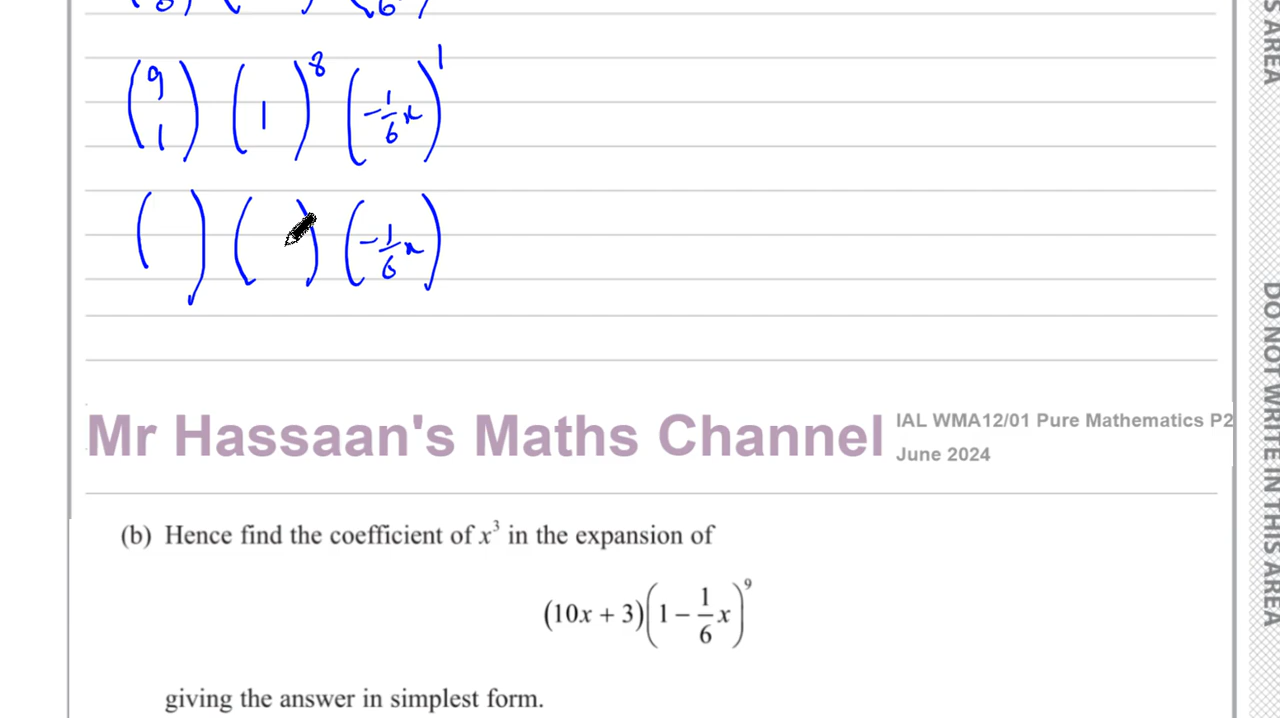 (9 1) (1)^8 (-1/6 x)^1
( ) ( ) (-1/6 x)
Mr Hassaan's Maths Channel
IAL WMA12/01 Pure Mathematics P2
June 2024
(b) Hence find the coefficient of x^3 in the expansion of
(10x + 3)(1 - 1/6 x)^9
giving the answer in simplest form.
S AREA
DO NOT WRITE IN THIS AREA